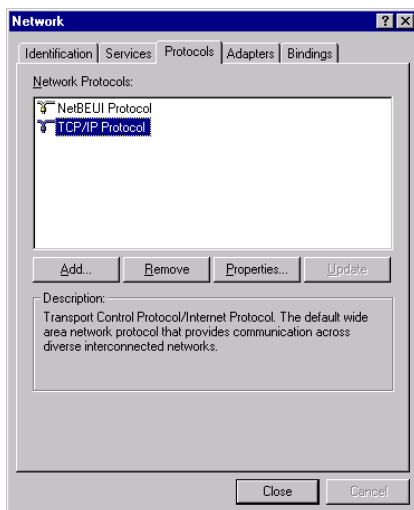 Network
Identification Services Protocols Adapters Bindings
Network Protocols:
NetBEUI Protocol
TCP/IP Protocol
Add... Remove Properties... Update
Description:
Transport Control Protocol/Internet Protocol. The default wide
area network protocol that provides communication across
diverse interconnected networks.
Close Cancel